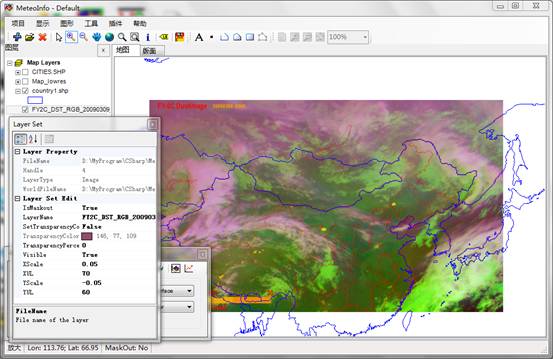 MeteoInfo - Default
项目 显示 图形 工具 插件 帮助
100%
图层
地图 版面
Map Layers
CITIES.SHP
Map_lowres
country1.shp
FV2C_DST_RGB_20090309
FY-2C DustImage
Layer Set
Layer Property
FileName D:\MyProgram\CSharp\Me
Handle 4
LayerType Image
WorldFileName D:\MyProgram\CSharp\Me
Layer Set Edit
IsMaskout True
LayerName FV2C_DST_RGB_200903
SetTransparencyCo False
TransparencyColor 146, 77, 109
TransparencyPerce 0
Visible True
XScale 0.05
XUL 70
YScale -0.05
YUL 60
FileName
File name of the layer
放大 Lon: 113.76; Lat: 66.95 MaskOut: No